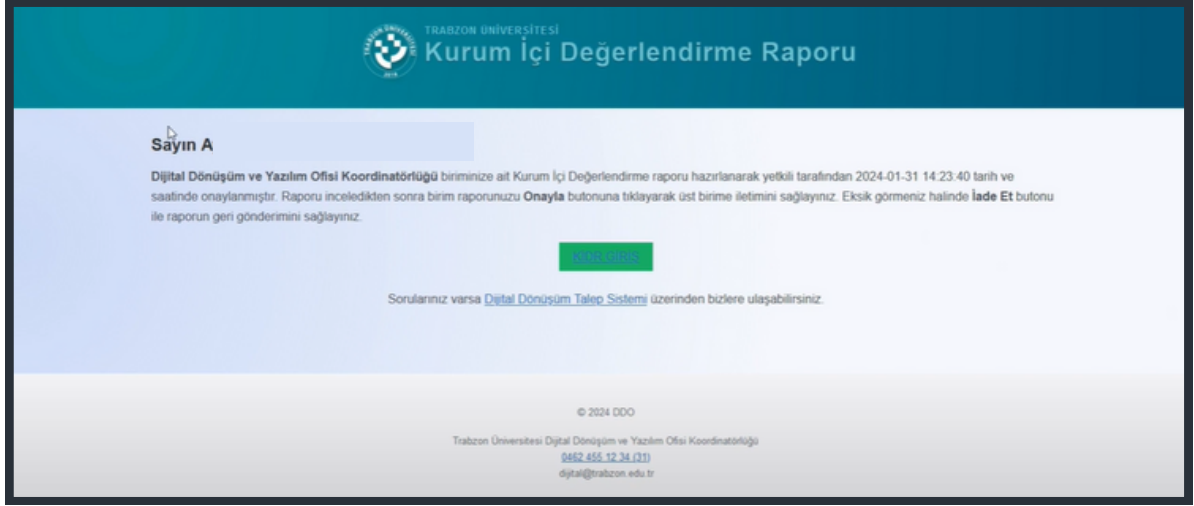 TRABZON ÜNİVERSİTESİ
Kurum İçi Değerlendirme Raporu
Sayın A
Dijital Dönüşüm ve Yazılım Ofisi Koordinatörlüğü biriminize ait Kurum İçi Değerlendirme raporu hazırlanarak yetkili tarafından 2024-01-31 14:23:40 tarih ve
saatinde onaylanmıştır. Raporu inceledikten sonra birim raporunuzu Onayla butonuna tıklayarak üst birime iletimini sağlayınız. Eksik görmeniz halinde İade Et butonu
ile raporun geri gönderimini sağlayınız.
KİDR GİRİŞ
Sorularınız varsa Dijital Dönüşüm Talep Sistemi üzerinden bizlere ulaşabilirsiniz.
© 2024 DDO
Trabzon Üniversitesi Dijital Dönüşüm ve Yazılım Ofisi Koordinatörlüğü
0462 455 12 34 (31)
dijital@trabzon.edu.tr